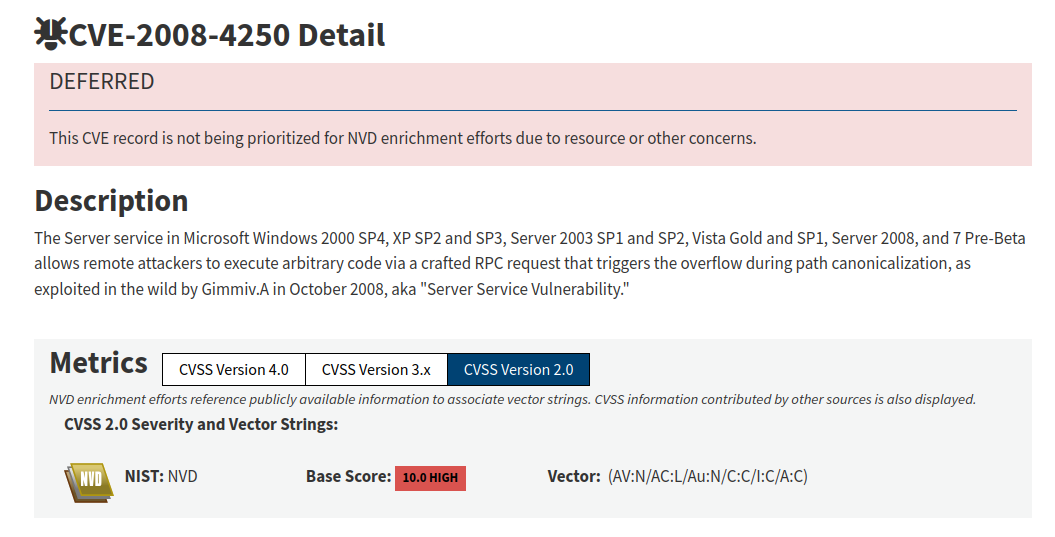 CVE-2008-4250 Detail
DEFERRED
This CVE record is not being prioritized for NVD enrichment efforts due to resource or other concerns.
Description
The Server service in Microsoft Windows 2000 SP4, XP SP2 and SP3, Server 2003 SP1 and SP2, Vista Gold and SP1, Server 2008, and 7 Pre-Beta
allows remote attackers to execute arbitrary code via a crafted RPC request that triggers the overflow during path canonicalization, as
exploited in the wild by Gimmiv.A in October 2008, aka "Server Service Vulnerability."
Metrics CVSS Version 4.0 CVSS Version 3.x CVSS Version 2.0
NVD enrichment efforts reference publicly available information to associate vector strings. CVSS information contributed by other sources is also displayed.
CVSS 2.0 Severity and Vector Strings:
NVD NIST: NVD Base Score: 10.0 HIGH Vector: (AV:N/AC:L/Au:N/C:C/I:C/A:C)